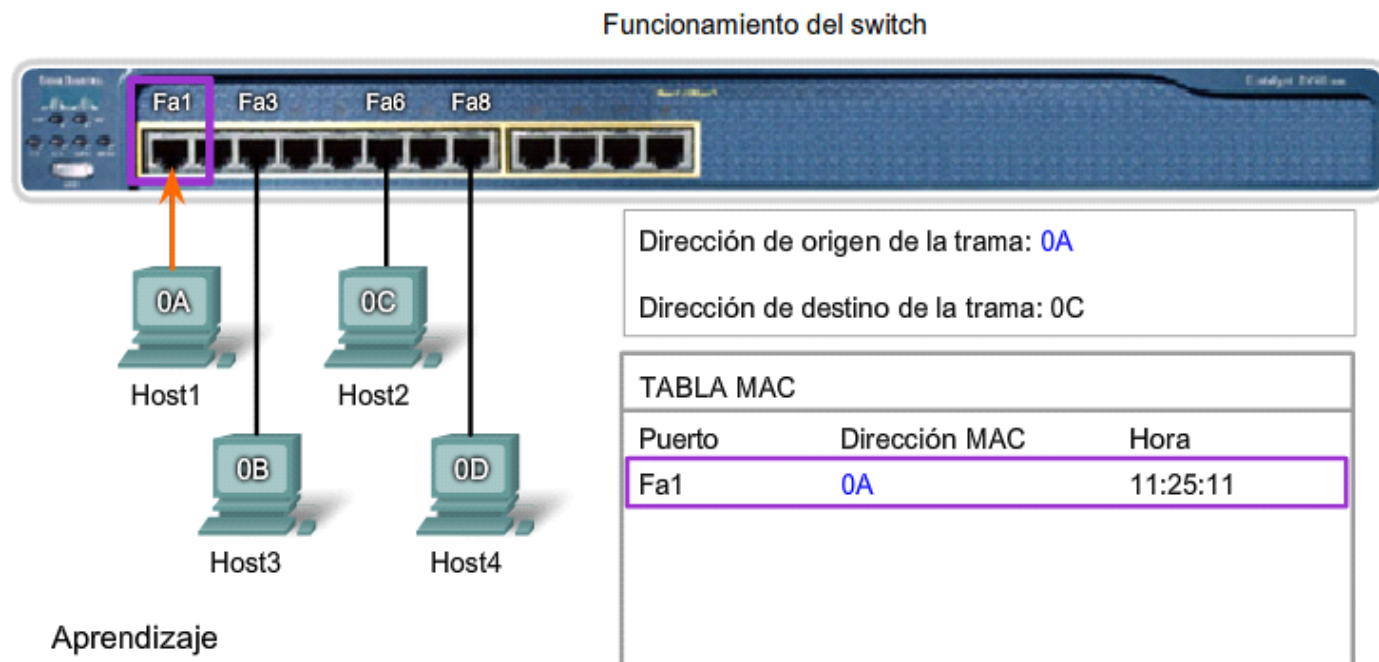 Funcionamiento del switch
Fa1 Fa3 Fa6 Fa8
Dirección de origen de la trama: 0A
Dirección de destino de la trama: 0C
0A 0C
Host1 Host2
TABLA MAC
Puerto Dirección MAC Hora
Fa1 0A 11:25:11
0B 0D
Host3 Host4
Aprendizaje